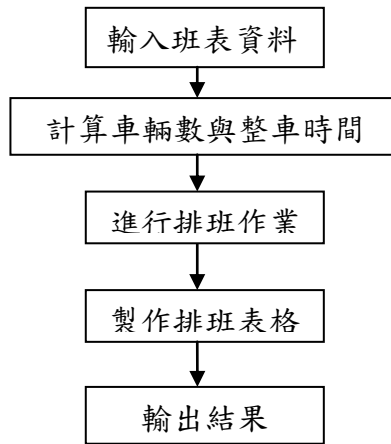 輸入班表資料
計算車輛數與整車時間
進行排班作業
製作排班表格
輸出結果